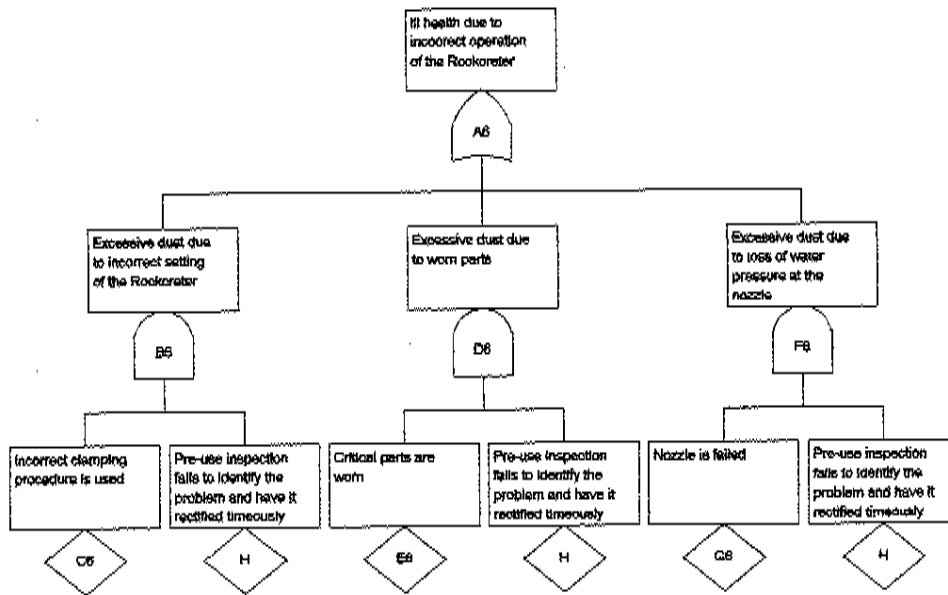 Ill health due to
incorrect operation
of the Rockoreter
A6
Excessive dust due
to incorrect setting
of the Rockoreter
Excessive dust due
to worn parts
Excessive dust due
to loss of water
pressure at the
nozzle
B6
D6
F6
Incorrect clamping
procedure is used
Pre-use inspection
fails to identify the
problem and have it
rectified timeously
Critical parts are
worn
Pre-use inspection
fails to identify the
problem and have it
rectified timeously
Nozzle is failed
Pre-use inspection
fails to identify the
problem and have it
rectified timeously
C6
H
E6
H
G6
H